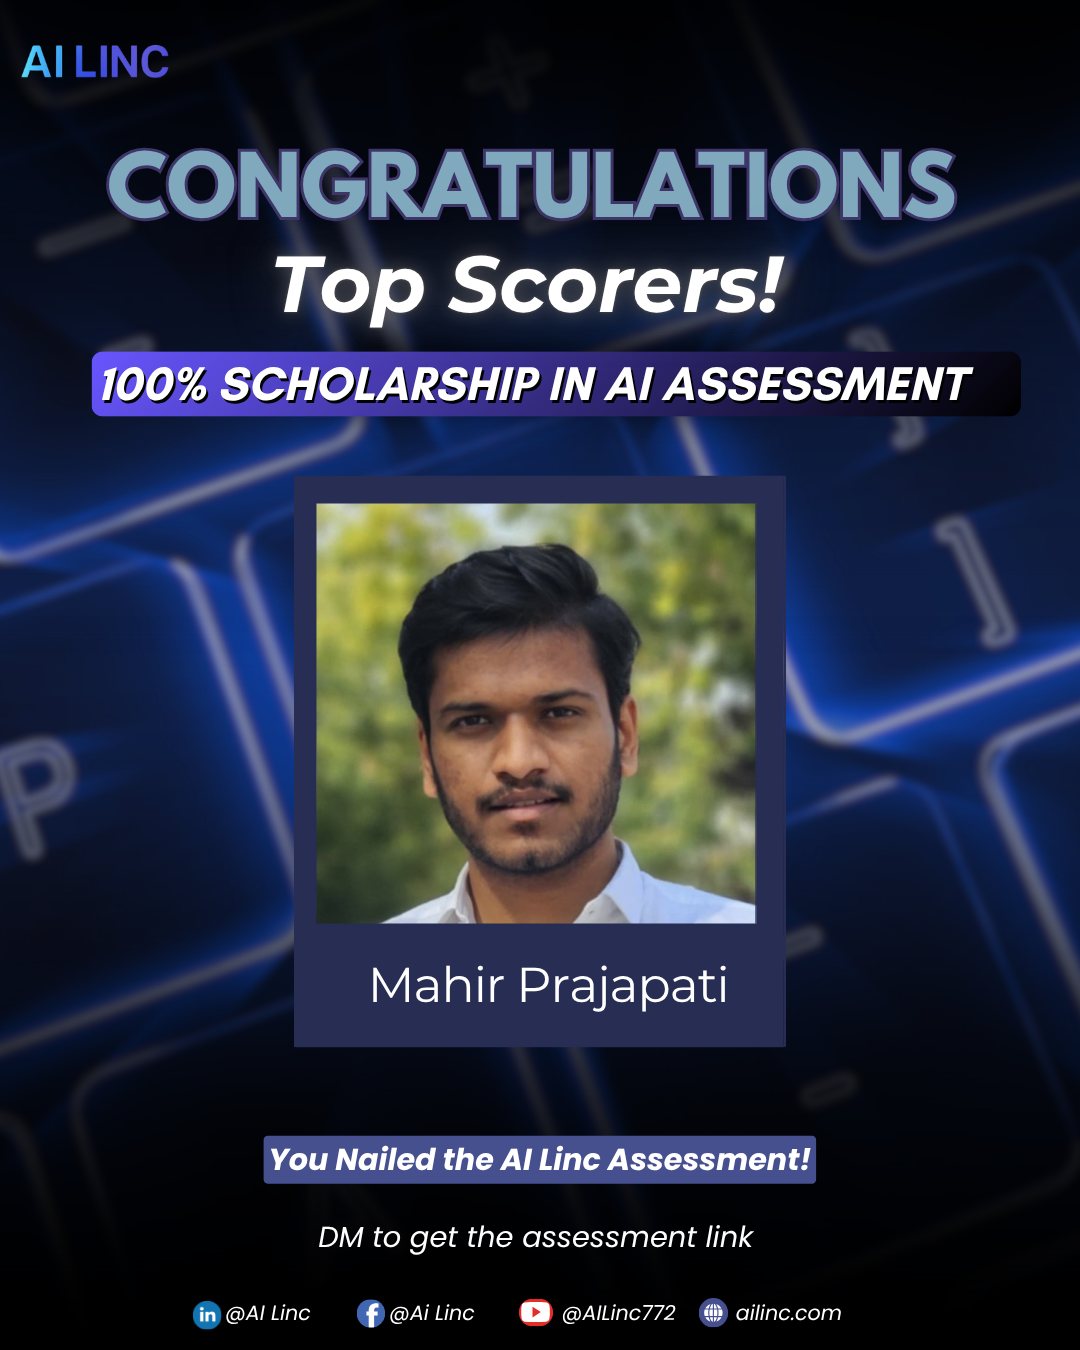 AI LINC
CONGRATULATIONS
Top Scorers!
100% SCHOLARSHIP IN AI ASSESSMENT
P
]
Mahir Prajapati
You Nailed the AI Linc Assessment!
DM to get the assessment link
in @AI Linc f @Ai Linc @AILinc772 ailinc.com